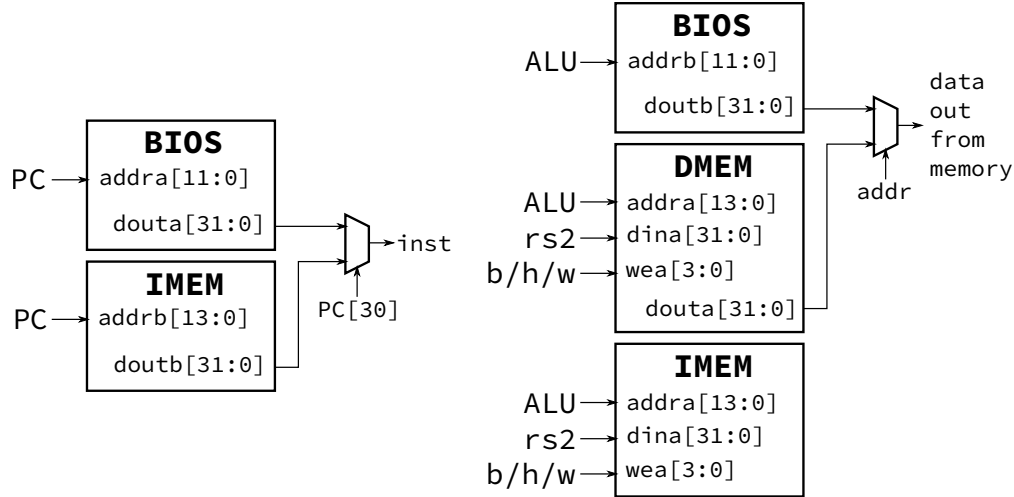 BIOS
PC
addra[11:0]
douta[31:0]
IMEM
PC
addrb[13:0]
doutb[31:0]
inst
PC[30]
BIOS
ALU
addrb[11:0]
doutb[31:0]
DMEM
ALU
addra[13:0]
rs2
dina[31:0]
b/h/w
wea[3:0]
douta[31:0]
addr
data
out
from
memory
IMEM
ALU
addra[13:0]
rs2
dina[31:0]
b/h/w
wea[3:0]